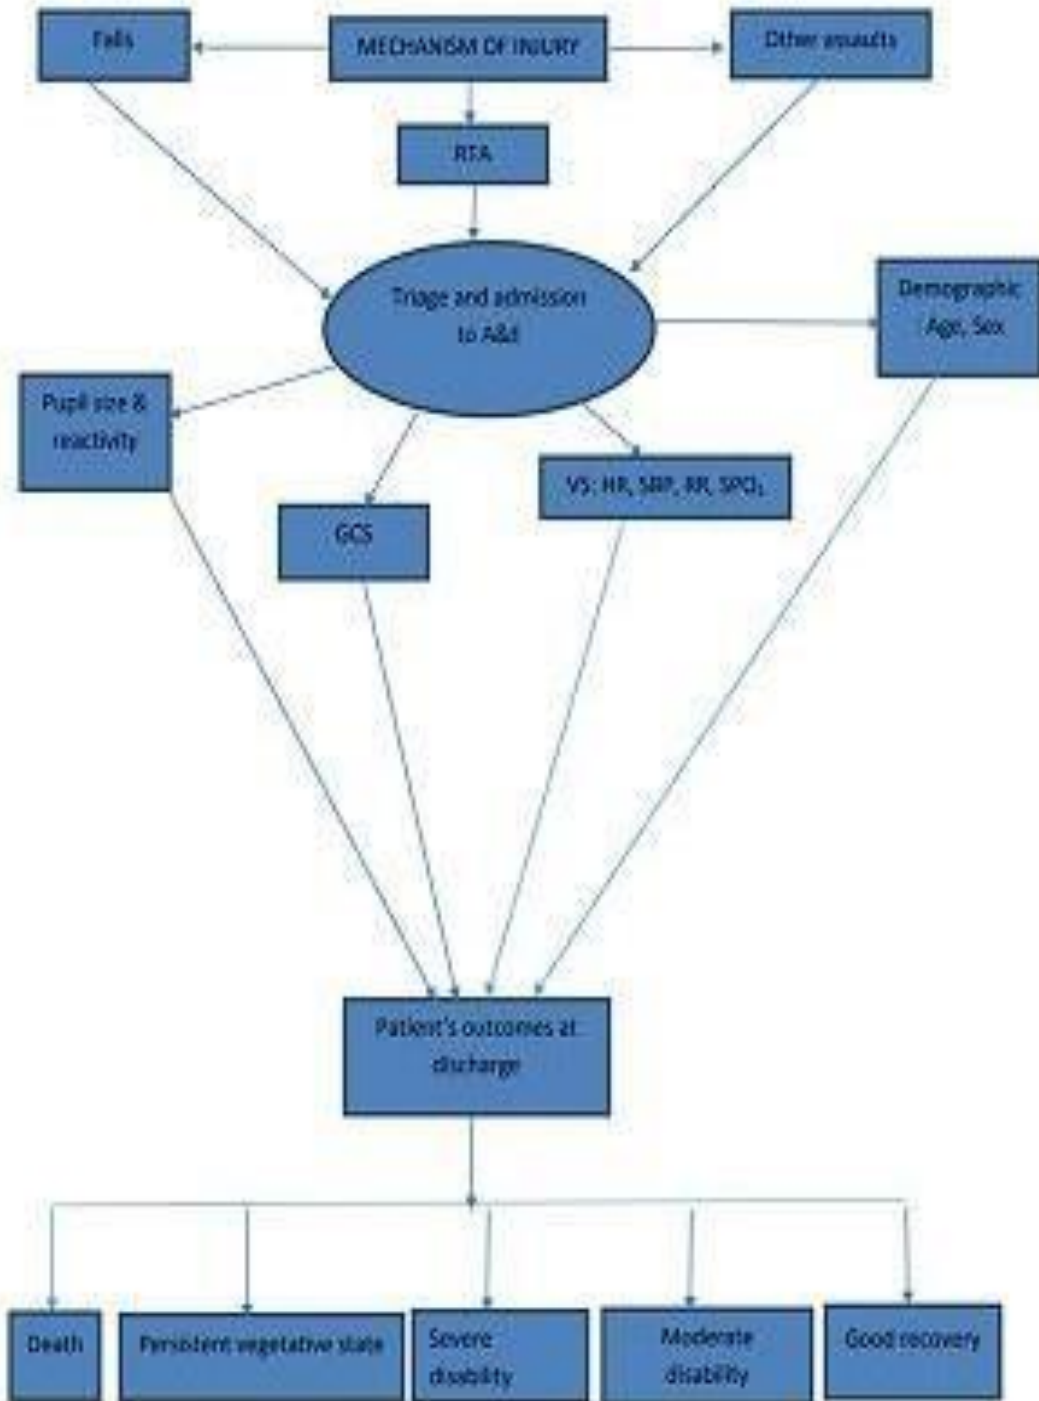 Falls
MECHANISM OF INJURY
Other assaults
RTA
Triage and admission
to A&E
Demographic
Age, Sex
Pupil size &
reactivity
VS: HR, SBP, RR, SPO₂
GCS
Patient's outcomes at
discharge
Death
Persistent vegetative state
Severe
disability
Moderate
disability
Good recovery